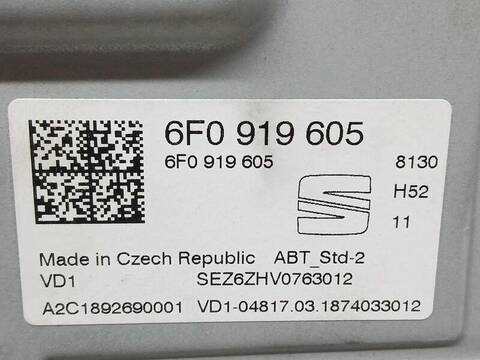 6F0 919 605
6F0 919 605 8130
H52
11
Made in Czech Republic ABT_Std-2
VD1 SEZ6ZHV0763012
A2C1892690001 VD1-04817.03.1874033012